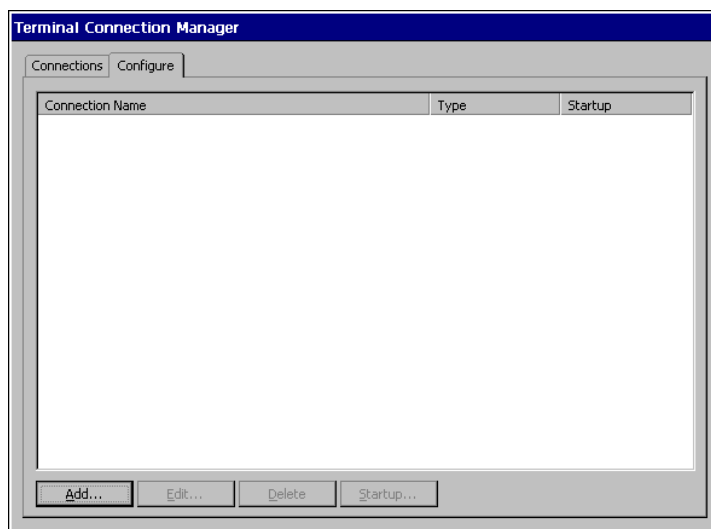 Terminal Connection Manager
Connections Configure
Connection Name Type Startup
Add... Edit... Delete Startup...